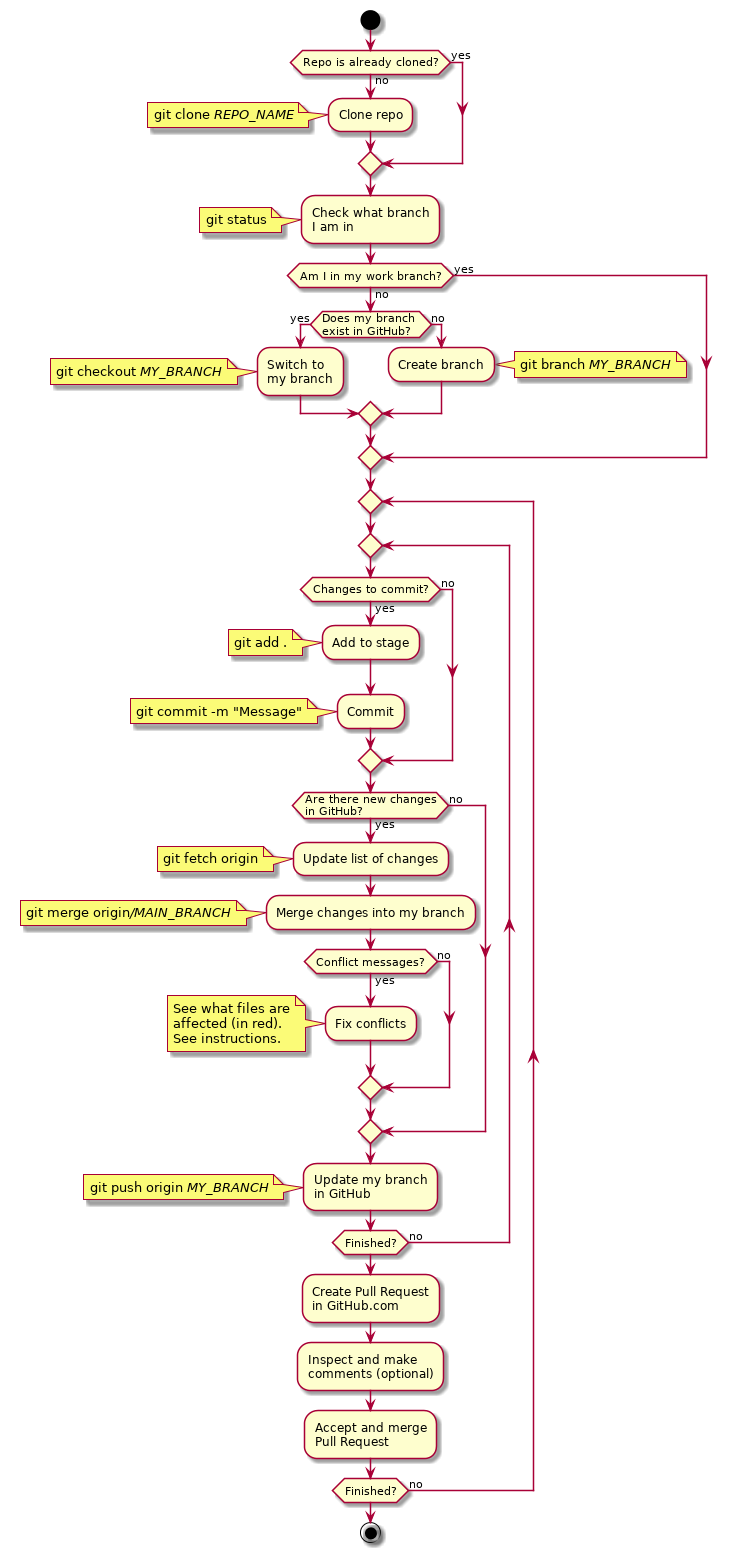 Repo is already cloned?
yes
no
git clone REPO_NAME
Clone repo
git status
Check what branch
I am in
Am I in my work branch?
yes
no
yes
Does my branch
exist in GitHub?
no
git checkout MY_BRANCH
Switch to
my branch
Create branch
git branch MY_BRANCH
Changes to commit?
no
yes
git add .
Add to stage
git commit -m "Message"
Commit
Are there new changes
in GitHub?
no
yes
git fetch origin
Update list of changes
git merge origin/MAIN_BRANCH
Merge changes into my branch
Conflict messages?
no
yes
See what files are
affected (in red).
See instructions.
Fix conflicts
git push origin MY_BRANCH
Update my branch
in GitHub
Finished?
no
Create Pull Request
in GitHub.com
Inspect and make
comments (optional)
Accept and merge
Pull Request
Finished?
no